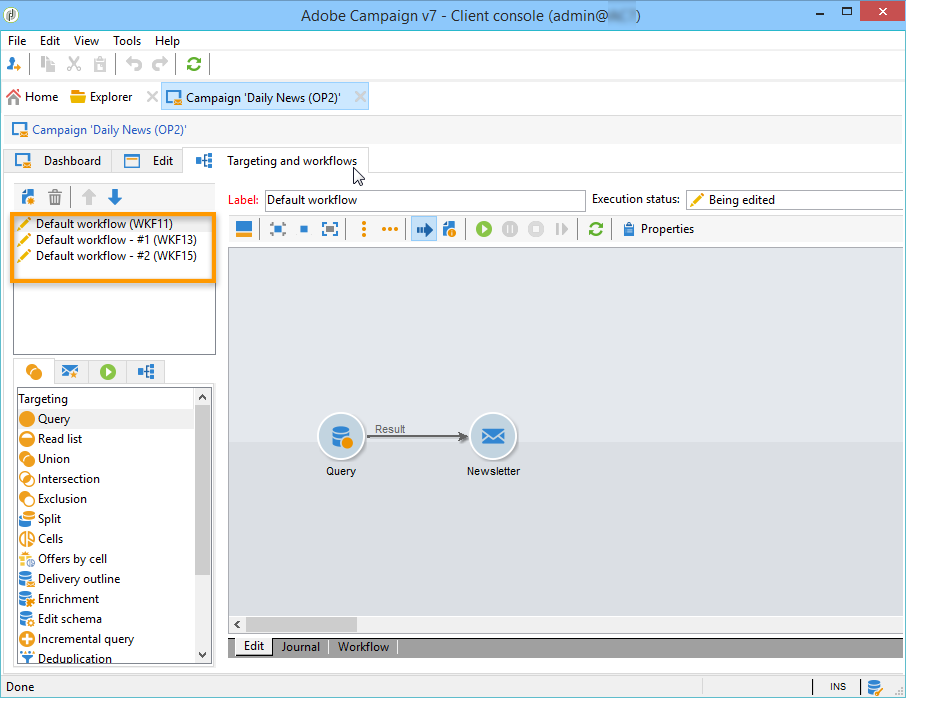 Adobe Campaign v7 - Client console (admin@ )
File Edit View Tools Help
Home Explorer Campaign 'Daily News (OP2)'
Campaign 'Daily News (OP2)'
Dashboard Edit Targeting and workflows
Label: Default workflow Execution status: Being edited
Default workflow (WKF11)
Default workflow - #1 (WKF13)
Default workflow - #2 (WKF15)
Properties
Targeting
Query
Read list
Union
Intersection
Exclusion
Split
Cells
Offers by cell
Delivery outline
Enrichment
Edit schema
Incremental query
Deduplication
Result
Query Newsletter
Edit Journal Workflow
Done INS